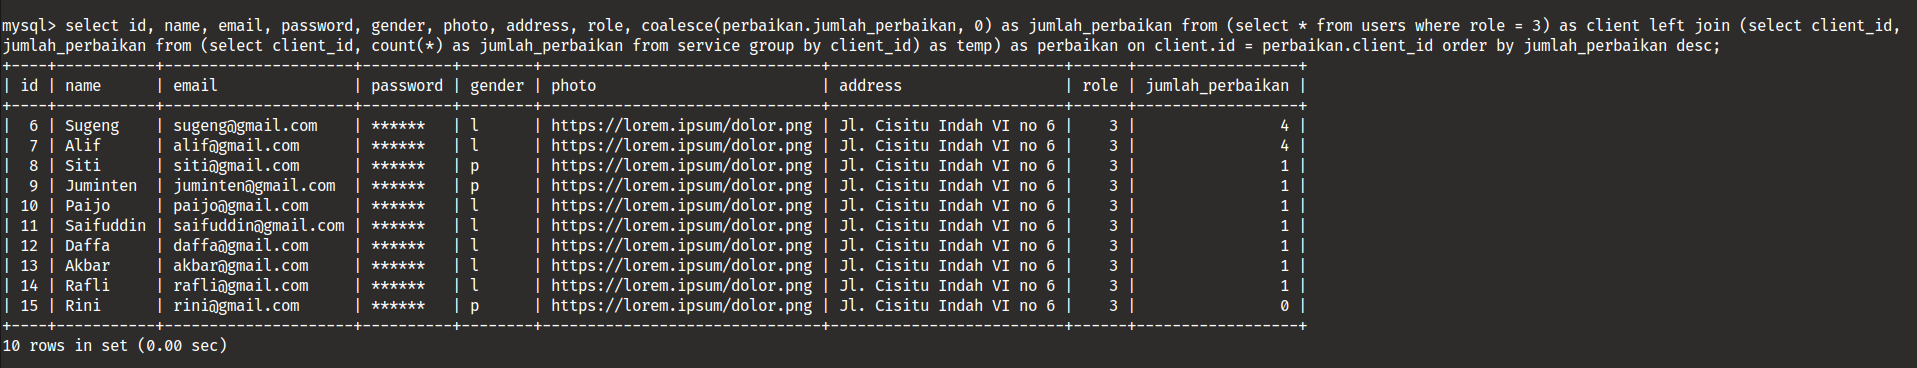 mysql> select id, name, email, password, gender, photo, address, role, coalesce(perbaikan.jumlah_perbaikan, 0) as jumlah_perbaikan from (select * from users where role = 3) as client left join (select client_id,
jumlah_perbaikan from (select client_id, count(*) as jumlah_perbaikan from service group by client_id) as temp) as perbaikan on client.id = perbaikan.client_id order by jumlah_perbaikan desc;
+----+-----------+---------------------+----------+--------+-------------------------------+--------------------------+------+------------------+
| id | name      | email               | password | gender | photo                         | address                  | role | jumlah_perbaikan |
+----+-----------+---------------------+----------+--------+-------------------------------+--------------------------+------+------------------+
|  6 | Sugeng    | sugeng@gmail.com    | ******   | l      | https://lorem.ipsum/dolor.png | Jl. Cisitu Indah VI no 6 |    3 |                4 |
|  7 | Alif      | alif@gmail.com      | ******   | l      | https://lorem.ipsum/dolor.png | Jl. Cisitu Indah VI no 6 |    3 |                4 |
|  8 | Siti      | siti@gmail.com      | ******   | p      | https://lorem.ipsum/dolor.png | Jl. Cisitu Indah VI no 6 |    3 |                1 |
|  9 | Juminten  | juminten@gmail.com  | ******   | p      | https://lorem.ipsum/dolor.png | Jl. Cisitu Indah VI no 6 |    3 |                1 |
| 10 | Paijo     | paijo@gmail.com     | ******   | l      | https://lorem.ipsum/dolor.png | Jl. Cisitu Indah VI no 6 |    3 |                1 |
| 11 | Saifuddin | saifuddin@gmail.com | ******   | l      | https://lorem.ipsum/dolor.png | Jl. Cisitu Indah VI no 6 |    3 |                1 |
| 12 | Daffa     | daffa@gmail.com     | ******   | l      | https://lorem.ipsum/dolor.png | Jl. Cisitu Indah VI no 6 |    3 |                1 |
| 13 | Akbar     | akbar@gmail.com     | ******   | l      | https://lorem.ipsum/dolor.png | Jl. Cisitu Indah VI no 6 |    3 |                1 |
| 14 | Rafli     | rafli@gmail.com     | ******   | l      | https://lorem.ipsum/dolor.png | Jl. Cisitu Indah VI no 6 |    3 |                1 |
| 15 | Rini      | rini@gmail.com      | ******   | p      | https://lorem.ipsum/dolor.png | Jl. Cisitu Indah VI no 6 |    3 |                0 |
+----+-----------+---------------------+----------+--------+-------------------------------+--------------------------+------+------------------+
10 rows in set (0.00 sec)